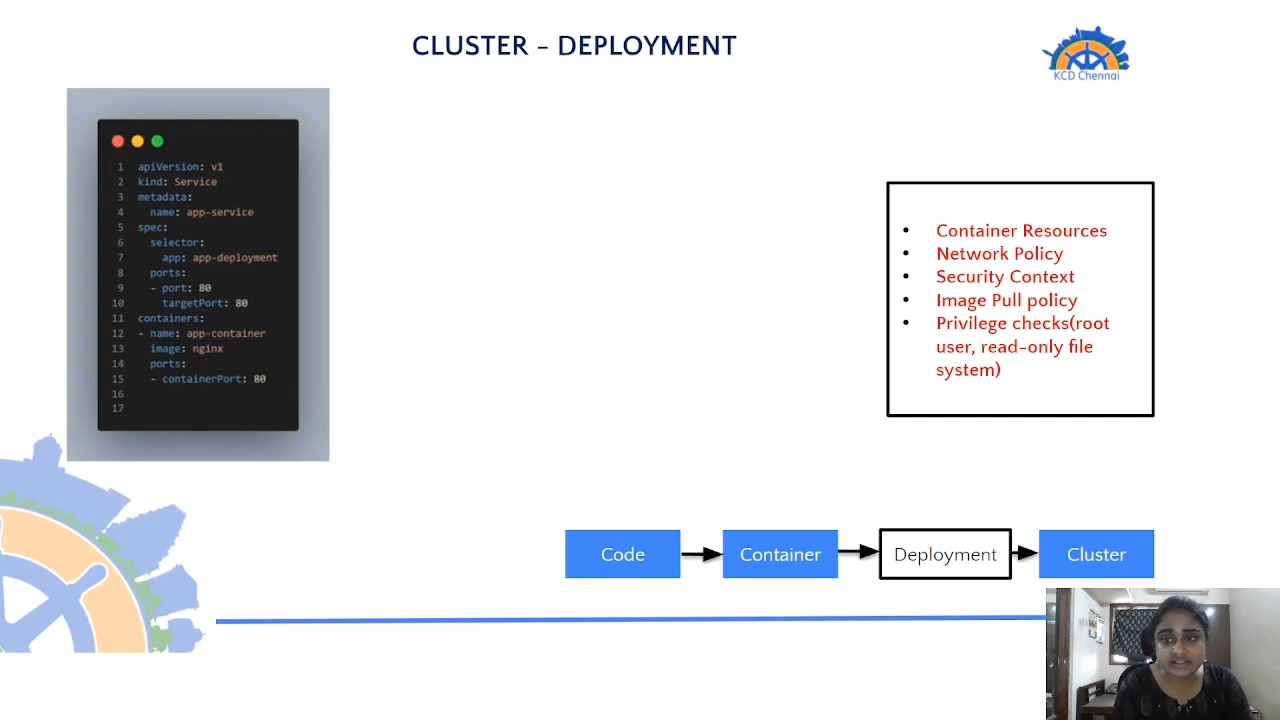 CLUSTER – DEPLOYMENT
KCD Chennai
1 apiVersion: v1
2 kind: Service
3 metadata:
4 name: app-service
5 spec:
6 selector:
7 app: app-deployment
8 ports:
9 - port: 80
10 targetPort: 80
11 containers:
12 - name: app-container
13 image: nginx
14 ports:
15 - containerPort: 80
16
17
• Container Resources
• Network Policy
• Security Context
• Image Pull policy
• Privilege checks(root
user, read-only file
system)
Code
Container
Deployment
Cluster